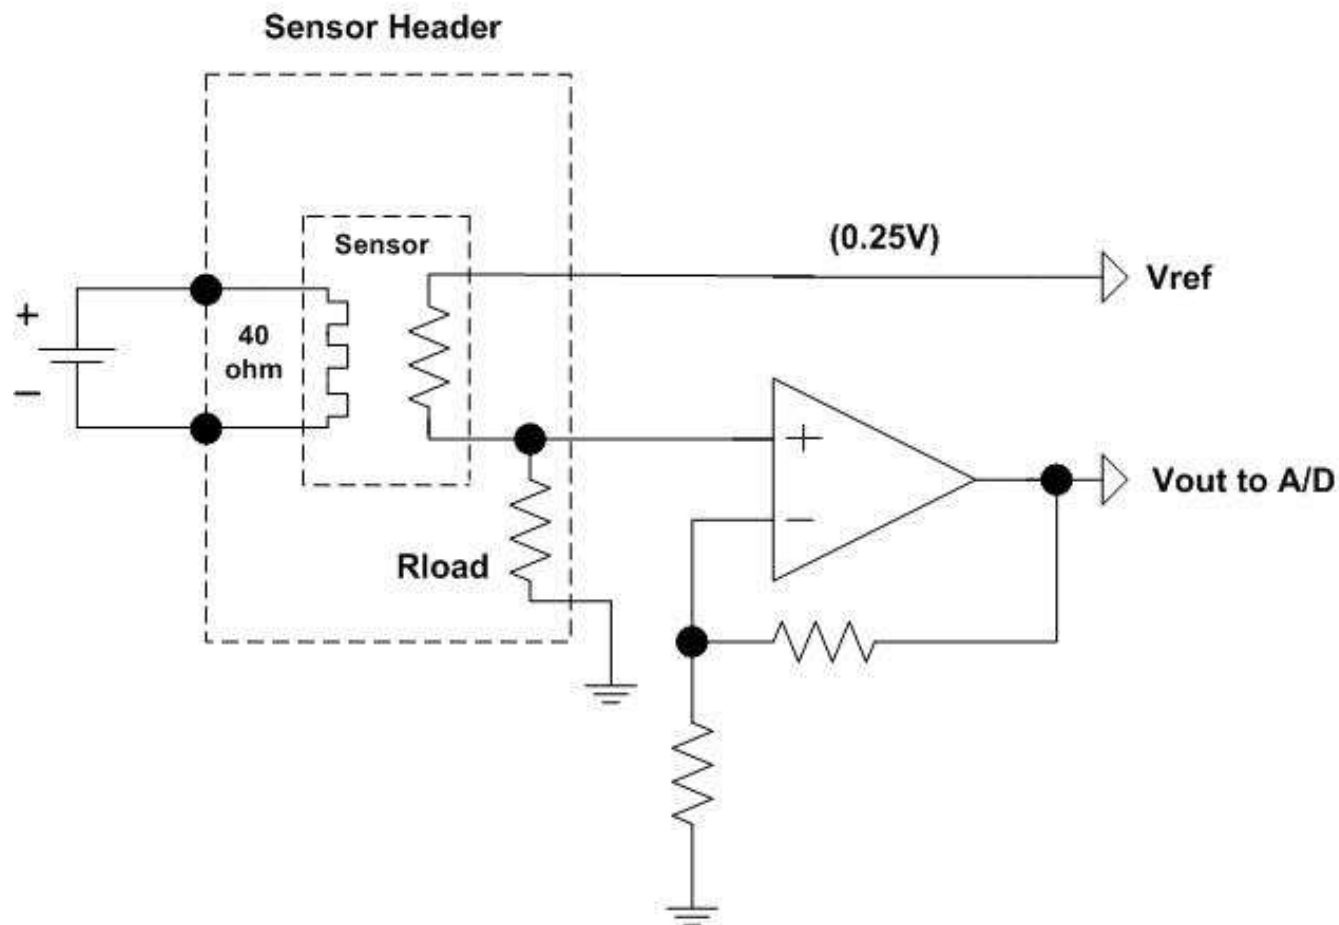 Sensor Header
Sensor
(0.25V)
Vref
+
40
ohm
−
+
−
Vout to A/D
Rload